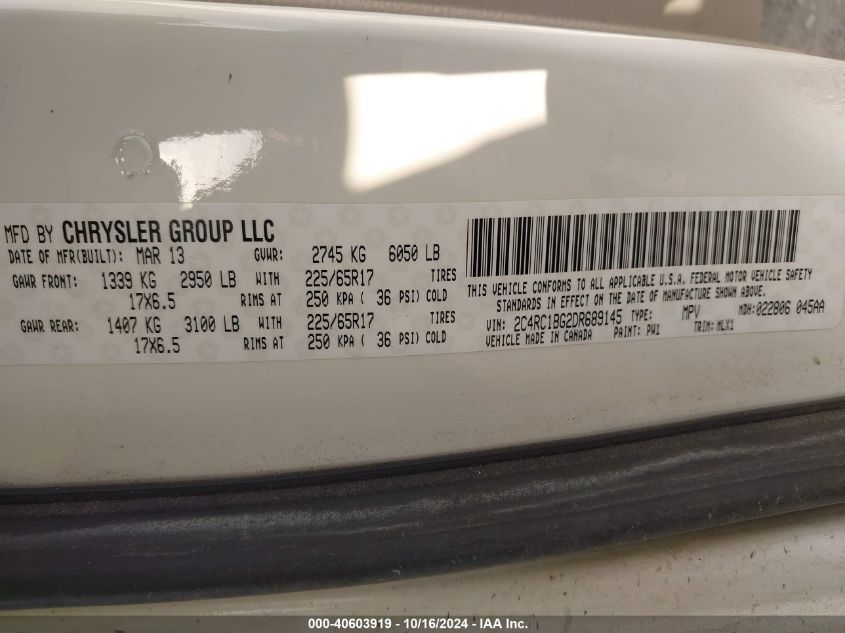 MFD BY CHRYSLER GROUP LLC
DATE OF MFR(BUILT): MAR 13 GVWR: 2745 KG 6050 LB
GAWR FRONT: 1339 KG 2950 LB WITH 225/65R17 TIRES
17X6.5 RIMS AT 250 KPA ( 36 PSI) COLD
GAWR REAR: 1407 KG 3100 LB WITH 225/65R17 TIRES
17X6.5 RIMS AT 250 KPA ( 36 PSI) COLD
THIS VEHICLE CONFORMS TO ALL APPLICABLE U.S.A. FEDERAL MOTOR VEHICLE SAFETY
STANDARDS IN EFFECT ON THE DATE OF MANUFACTURE SHOWN ABOVE.
VIN: 2C4RC1BG2DR689145 TYPE: MPV MDH:022806 045AA
VEHICLE MADE IN CANADA PAINT: PW1 TRIM: MLX1
000-40603919 - 10/16/2024 - IAA Inc.